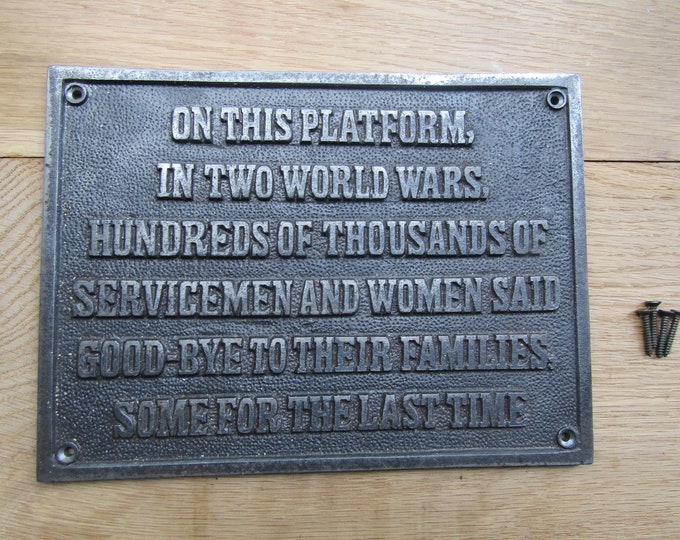 ON THIS PLATFORM,
IN TWO WORLD WARS.
HUNDREDS OF THOUSANDS OF
SERVICEMEN AND WOMEN SAID
GOOD-BYE TO THEIR FAMILIES.
SOME FOR THE LAST TIME